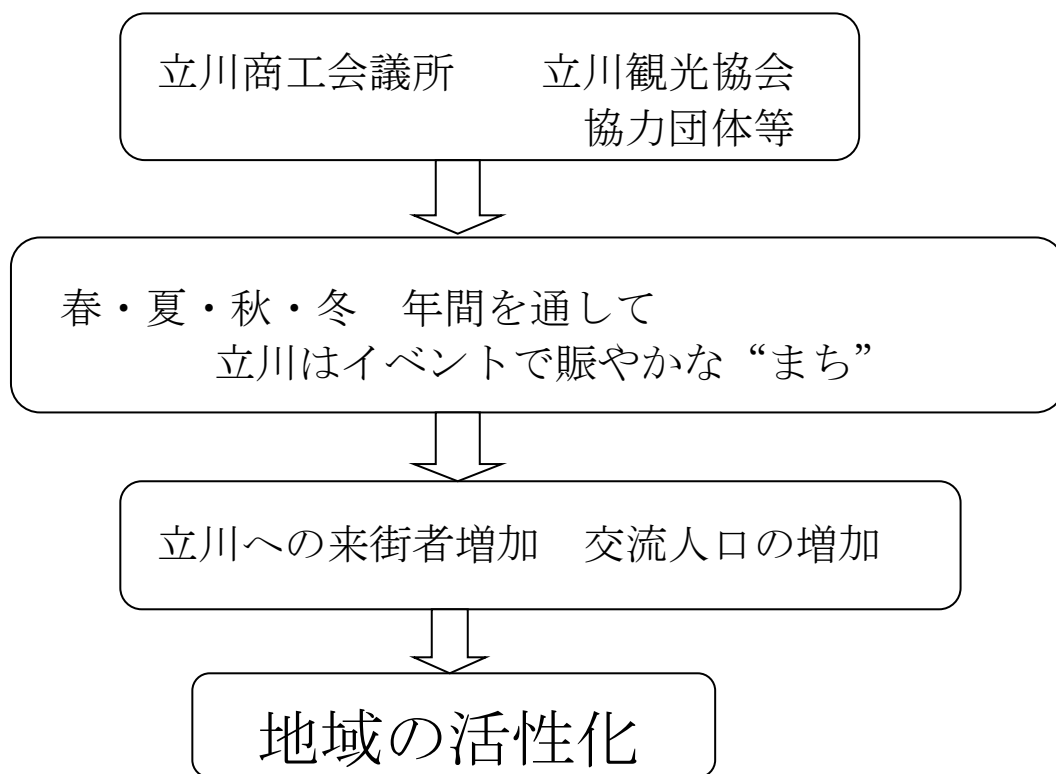 立川商工会議所　　立川観光協会
協力団体等
春・夏・秋・冬　年間を通して
立川はイベントで賑やかな“まち”
立川への来街者増加　交流人口の増加
地域の活性化